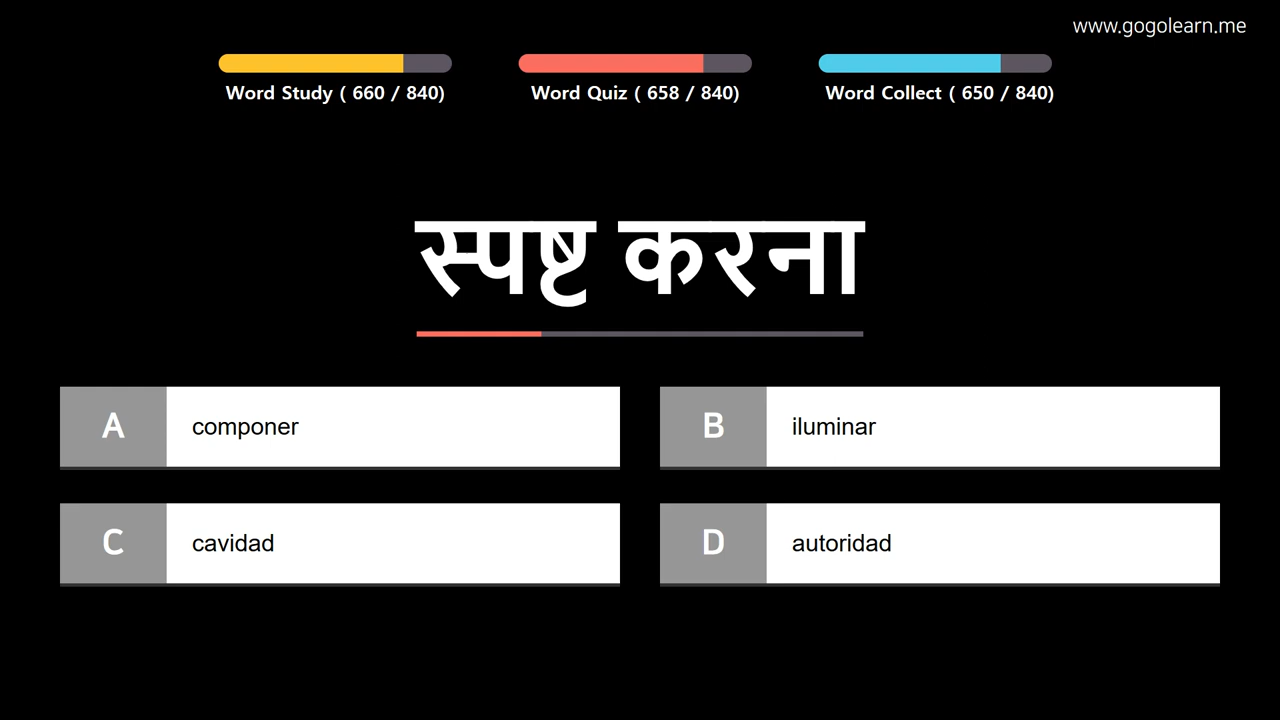 www.gogolearn.me
Word Study ( 660 / 840)
Word Quiz ( 658 / 840)
Word Collect ( 650 / 840)
स्पष्ट करना
A componer
B iluminar
C cavidad
D autoridad